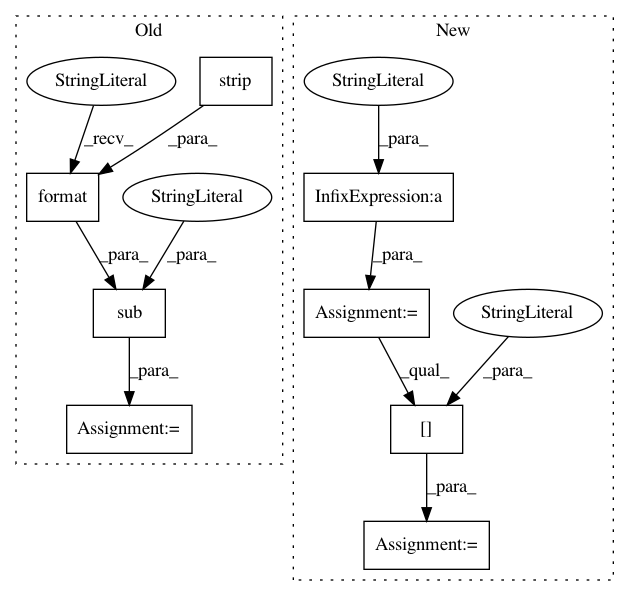 Old
New
StringLiteral
strip
StringLiteral
_recv_
_para_
_para_
format
StringLiteral
InfixExpression:a
_para_
_para_
_para_
sub
Assignment:=
StringLiteral
_para_
_qual_
_para_
Assignment:=
[]
_para_
Assignment:=